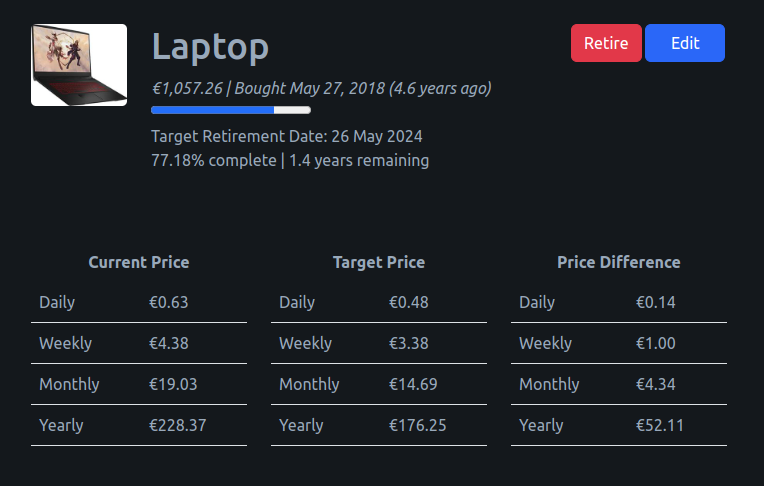 Laptop
Retire
Edit
€1,057.26 | Bought May 27, 2018 (4.6 years ago)
Target Retirement Date: 26 May 2024
77.18% complete | 1.4 years remaining
Current Price
Daily €0.63
Weekly €4.38
Monthly €19.03
Yearly €228.37
Target Price
Daily €0.48
Weekly €3.38
Monthly €14.69
Yearly €176.25
Price Difference
Daily €0.14
Weekly €1.00
Monthly €4.34
Yearly €52.11